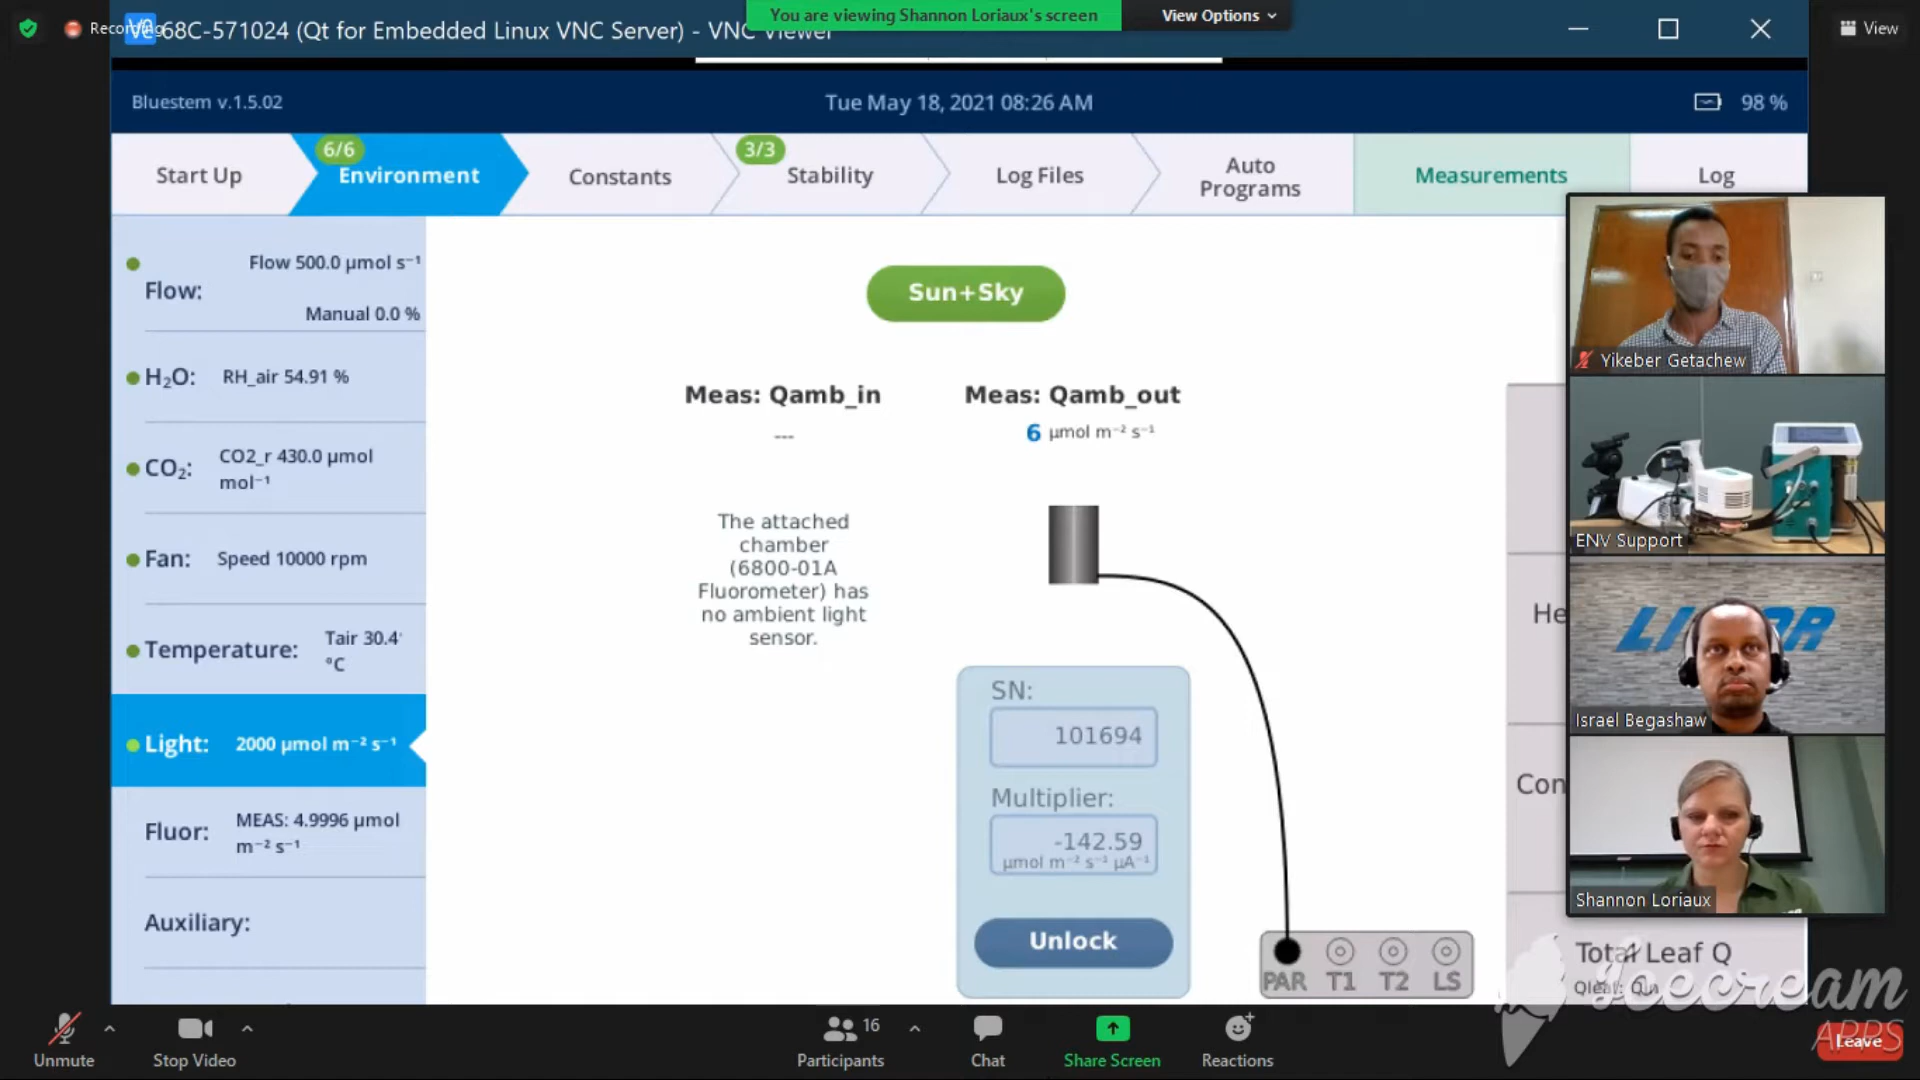 You are viewing Shannon Loriaux's screen
View Options
Recording
68C-571024 (Qt for Embedded Linux VNC Server) - VNC Viewer
View
Bluestem v.1.5.02
Tue May 18, 2021 08:26 AM
98 %
Start Up
6/6
Environment
Constants
3/3
Stability
Log Files
Auto
Programs
Measurements
Log
Flow:
Flow 500.0 µmol s⁻¹
Manual 0.0 %
H₂O: RH_air 54.91 %
CO₂: CO2_r 430.0 µmol
mol⁻¹
Fan: Speed 10000 rpm
Temperature: Tair 30.4
°C
Light: 2000 µmol m⁻² s⁻¹
Fluor: MEAS: 4.9996 µmol
m⁻² s⁻¹
Auxiliary:
Sun+Sky
Meas: Qamb_in
---
Meas: Qamb_out
6 µmol m⁻² s⁻¹
The attached
chamber
(6800-01A
Fluorometer) has
no ambient light
sensor.
SN:
101694
Multiplier:
-142.59
µmol m⁻² s⁻¹ µA⁻¹
Unlock
PAR T1 T2 LS
He
Con
Total Leaf Q
Yikeber Getachew
ENV Support
Israel Begashaw
Shannon Loriaux
Icecream
APPS
Unmute
Stop Video
Participants
16
Chat
Share Screen
Reactions
Leave